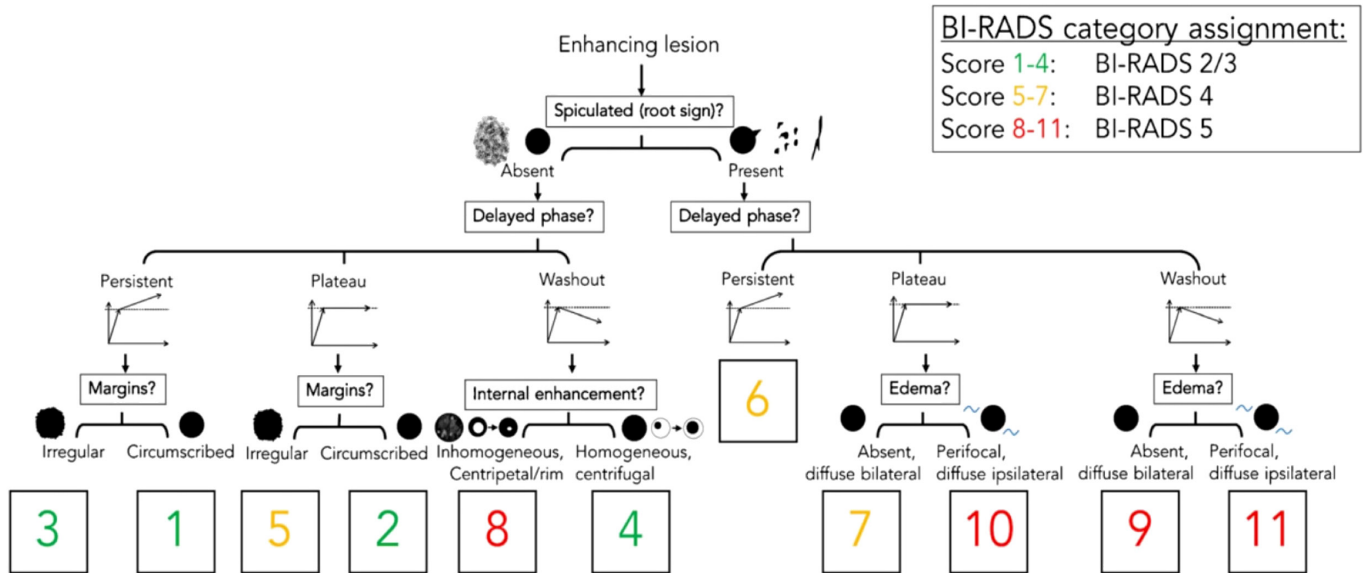 BI-RADS category assignment:
Score 1-4: BI-RADS 2/3
Score 5-7: BI-RADS 4
Score 8-11: BI-RADS 5
Enhancing lesion
Spiculated (root sign)?
Absent
Present
Delayed phase?
Delayed phase?
Persistent
Plateau
Washout
Persistent
Plateau
Washout
Margins?
Margins?
Internal enhancement?
6
Edema?
Edema?
Irregular
Circumscribed
Irregular
Circumscribed
Inhomogeneous,
Centripetal/rim
Homogeneous,
centrifugal
Absent,
diffuse bilateral
Perifocal,
diffuse ipsilateral
Absent,
diffuse bilateral
Perifocal,
diffuse ipsilateral
3
1
5
2
8
4
7
10
9
11